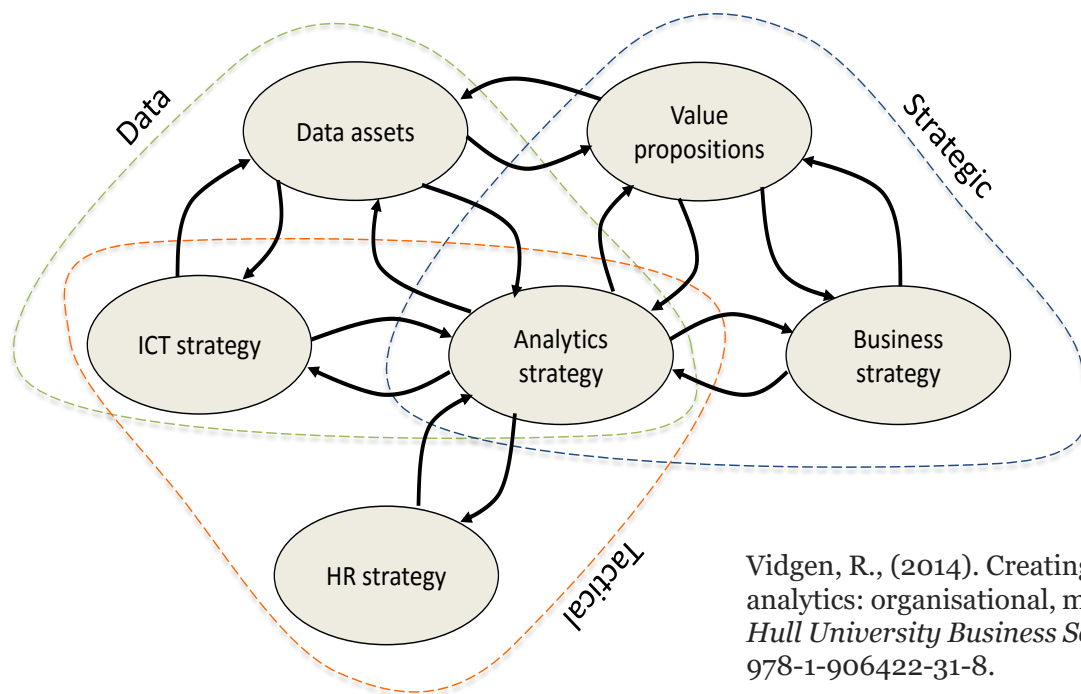 Data
Strategic
Data assets
Value
propositions
ICT strategy
Analytics
strategy
Business
strategy
HR strategy
Tactical
Vidgen, R., (2014). Creating
analytics: organisational, m
Hull University Business Sc
978-1-906422-31-8.